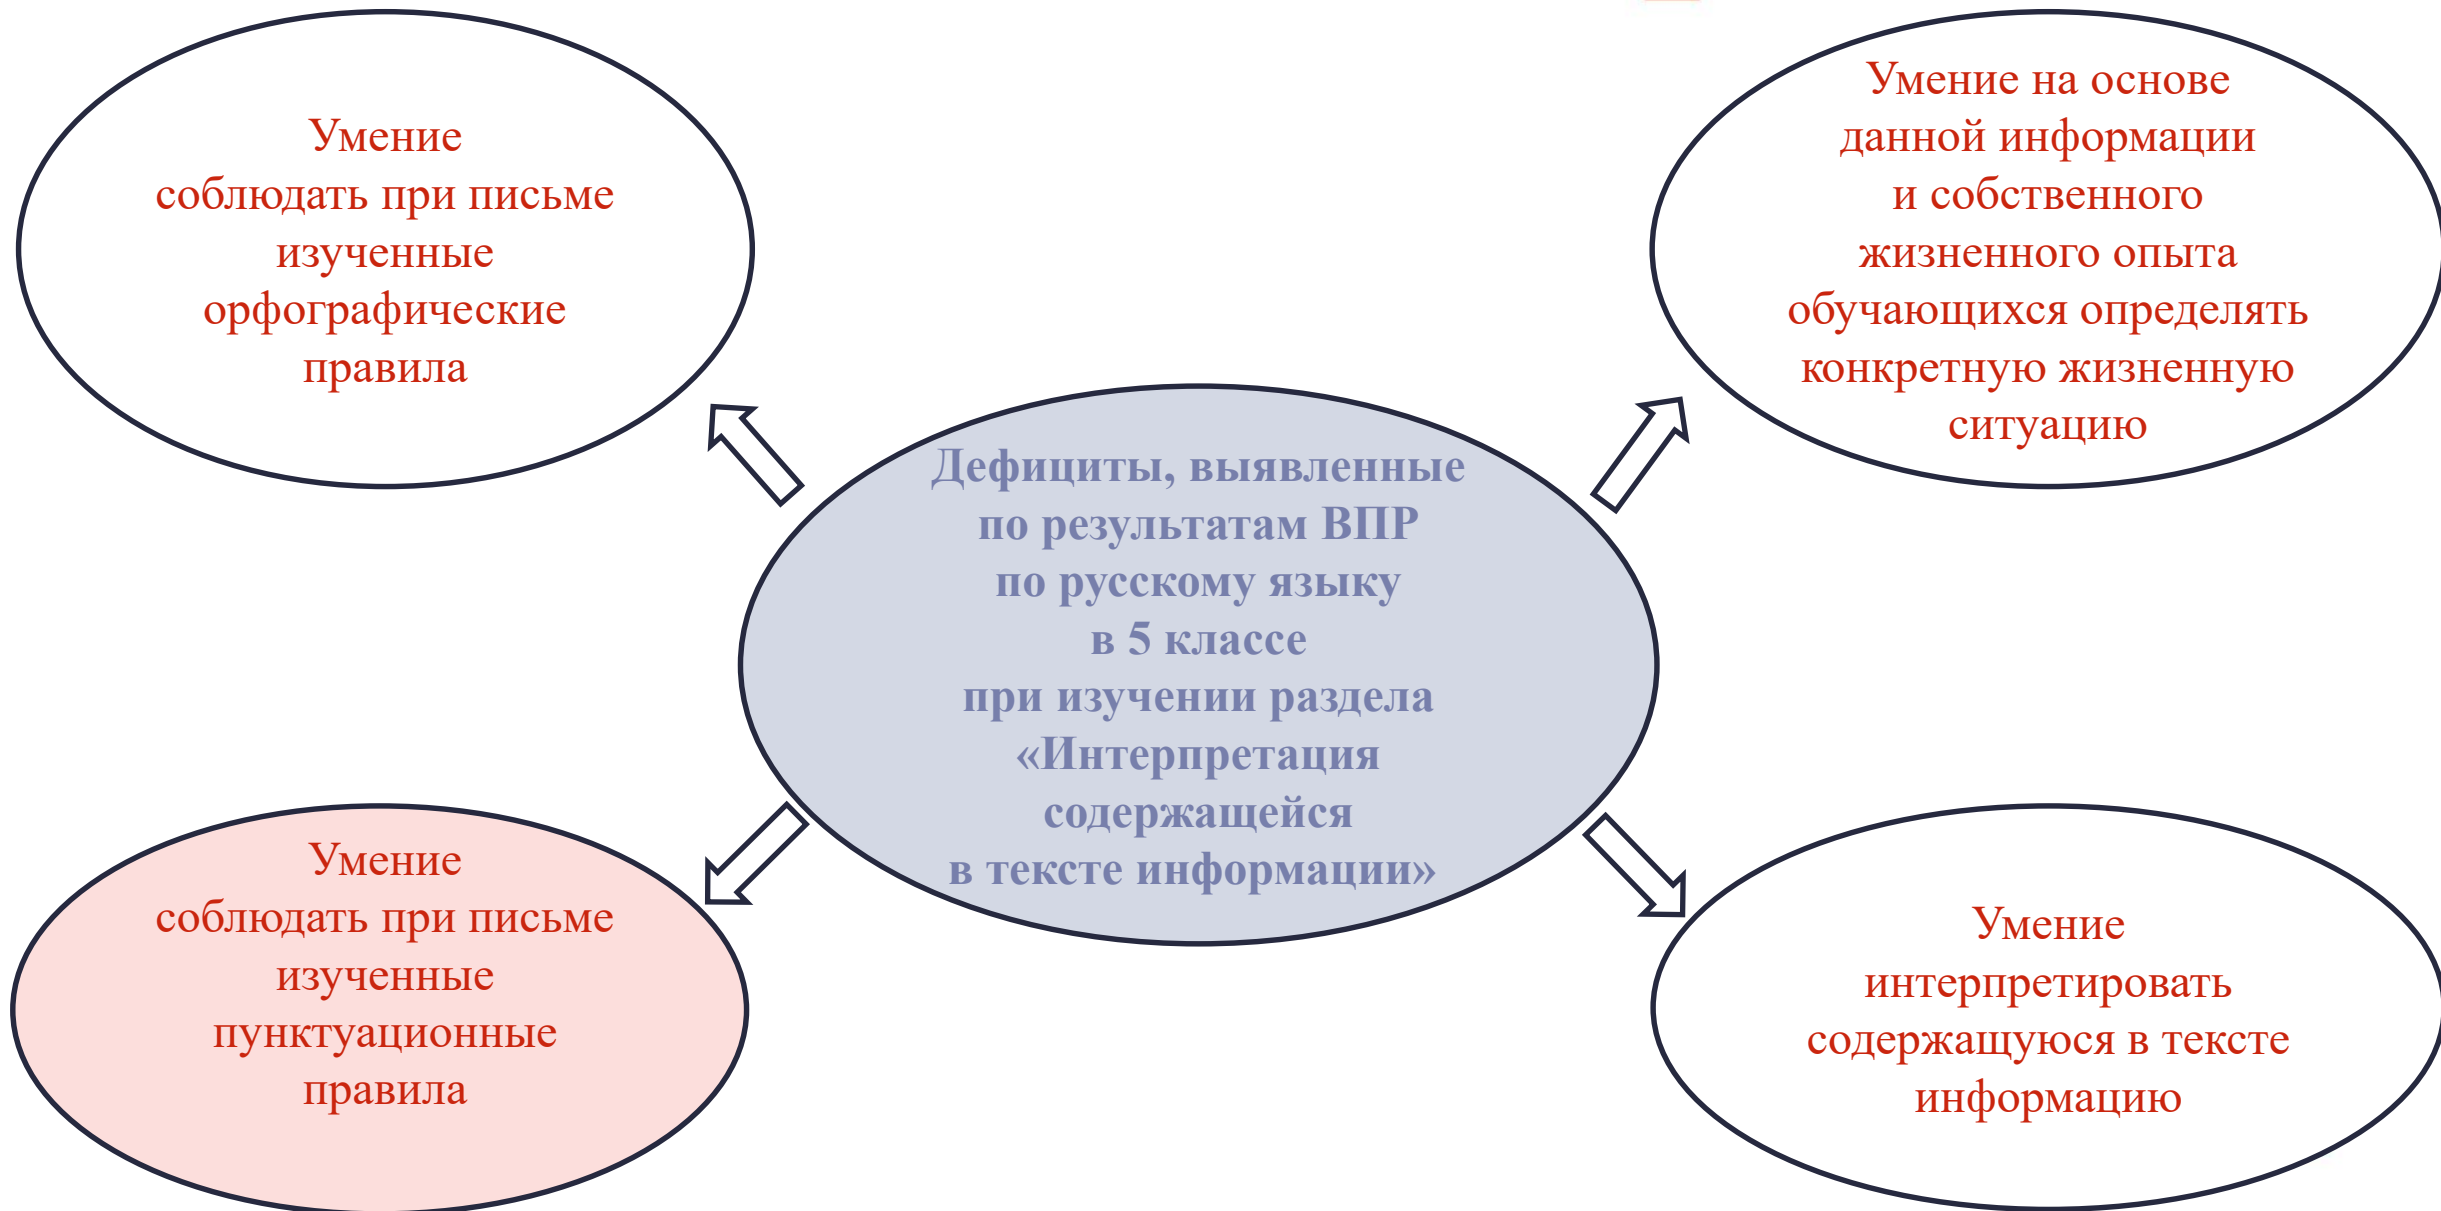 Умение
соблюдать при письме
изученные
орфографические
правила
Умение на основе
данной информации
и собственного
жизненного опыта
обучающихся определять
конкретную жизненную
ситуацию
Дефициты, выявленные
по результатам ВПР
по русскому языку
в 5 классе
при изучении раздела
«Интерпретация
содержащейся
в тексте информации»
Умение
соблюдать при письме
изученные
пунктуационные
правила
Умение
интерпретировать
содержащуюся в тексте
информацию